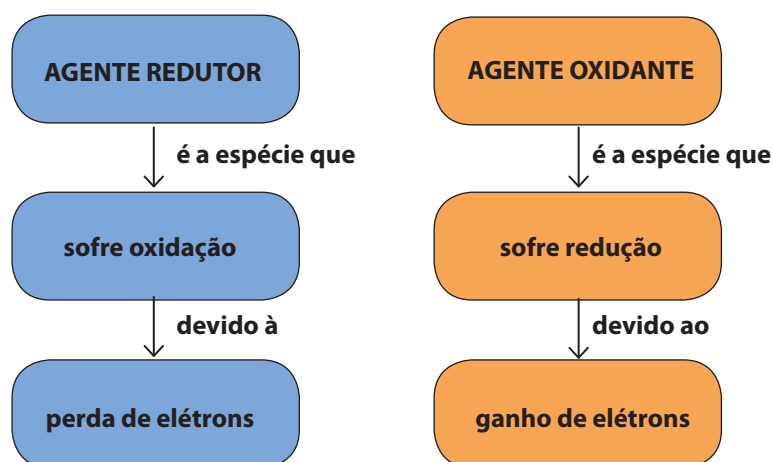 AGENTE REDUTOR
é a espécie que
sofre oxidação
devido à
perda de elétrons
AGENTE OXIDANTE
é a espécie que
sofre redução
devido ao
ganho de elétrons